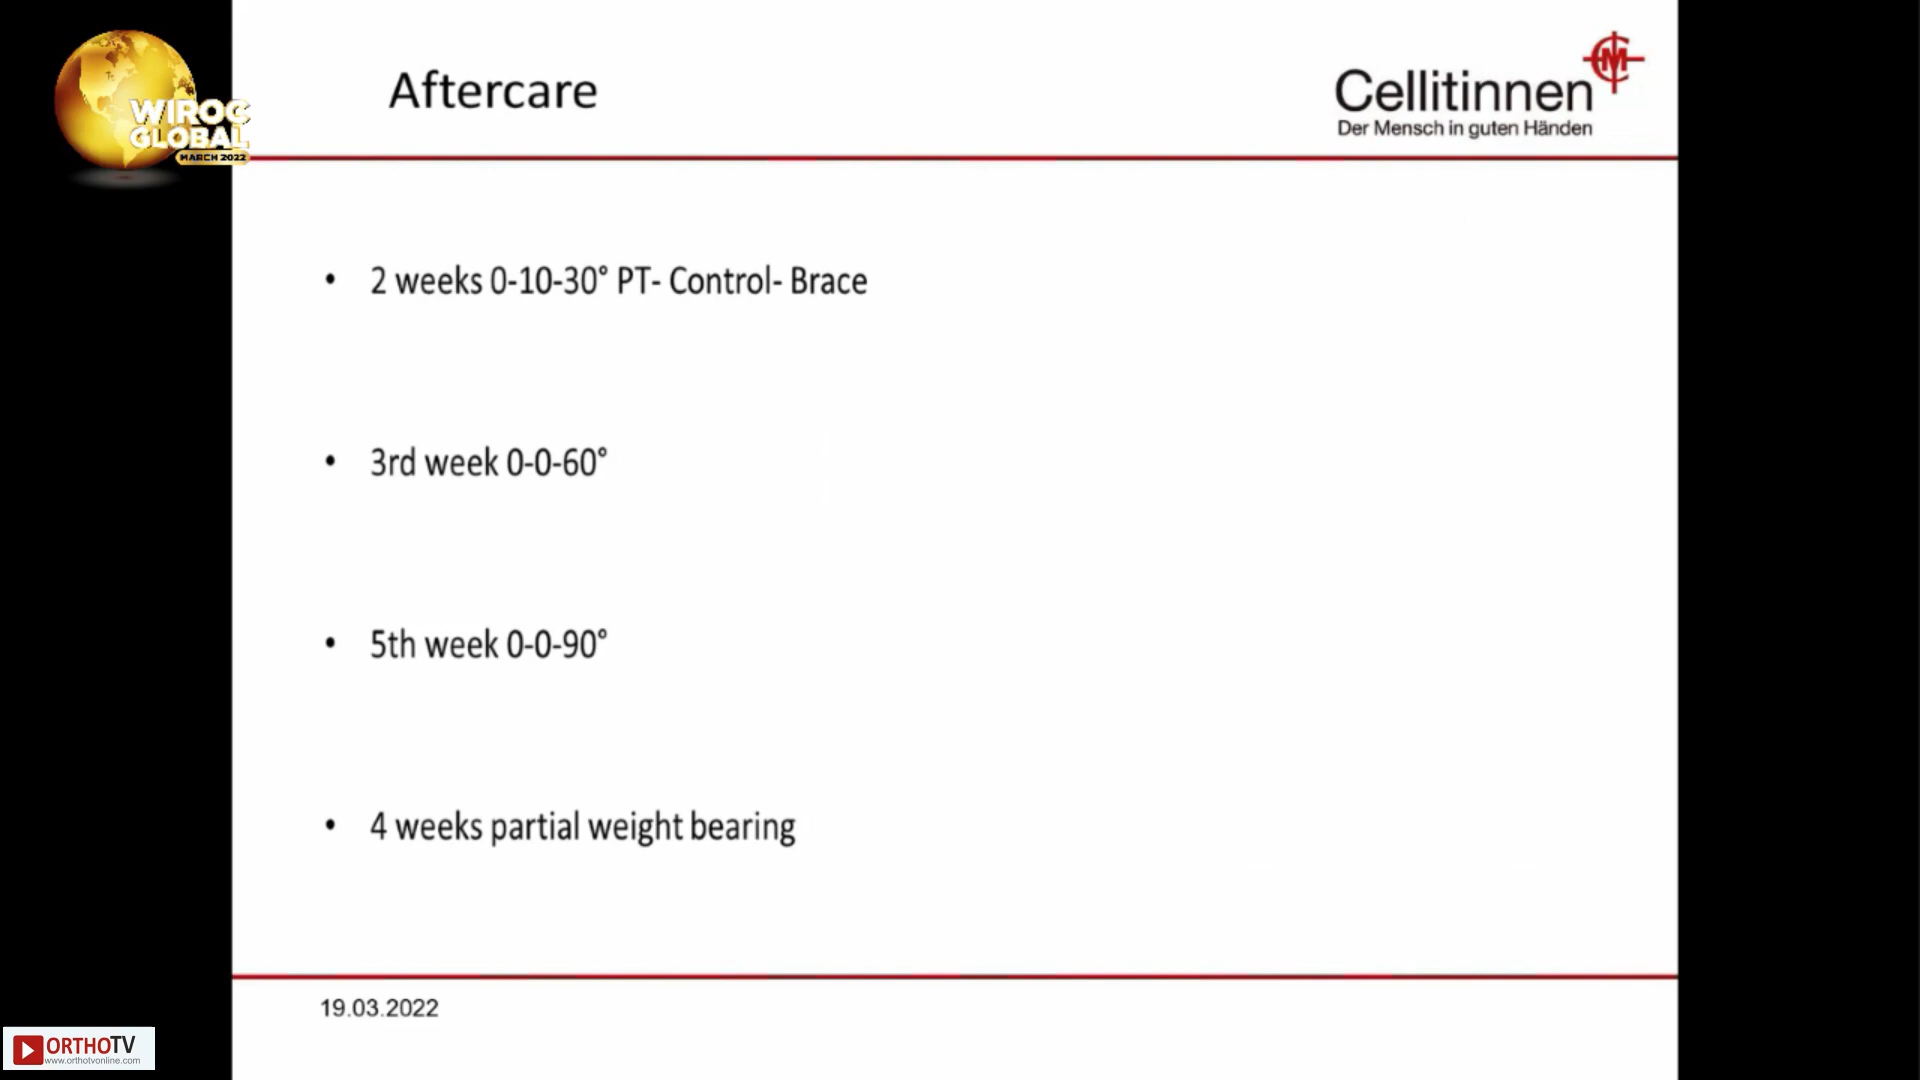 WIROC
GLOBAL
MARCH 2022
Aftercare
Cellitinnen
Der Mensch in guten Händen
• 2 weeks 0-10-30° PT- Control- Brace
• 3rd week 0-0-60°
• 5th week 0-0-90°
• 4 weeks partial weight bearing
19.03.2022
ORTHOTV
www.orthotvonline.com